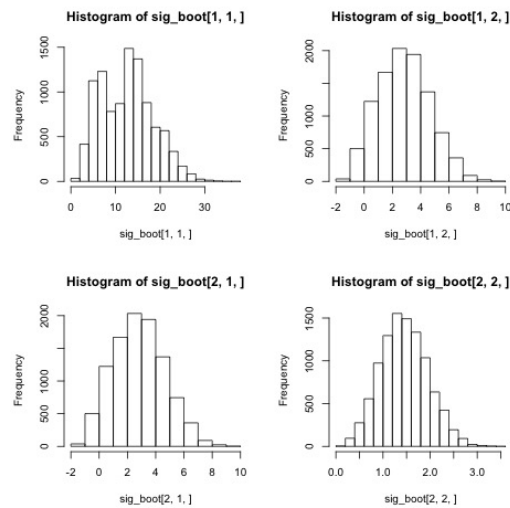 Histogram of sig_boot[1, 1, ]
Frequency
0 500 1000 1500
0 10 20 30
sig_boot[1, 1, ]
Histogram of sig_boot[1, 2, ]
Frequency
0 500 1000 2000
-2 0 2 4 6 8 10
sig_boot[1, 2, ]
Histogram of sig_boot[2, 1, ]
Frequency
0 500 1000 2000
-2 0 2 4 6 8 10
sig_boot[2, 1, ]
Histogram of sig_boot[2, 2, ]
Frequency
0 500 1000 1500
0.0 1.0 2.0 3.0
sig_boot[2, 2, ]